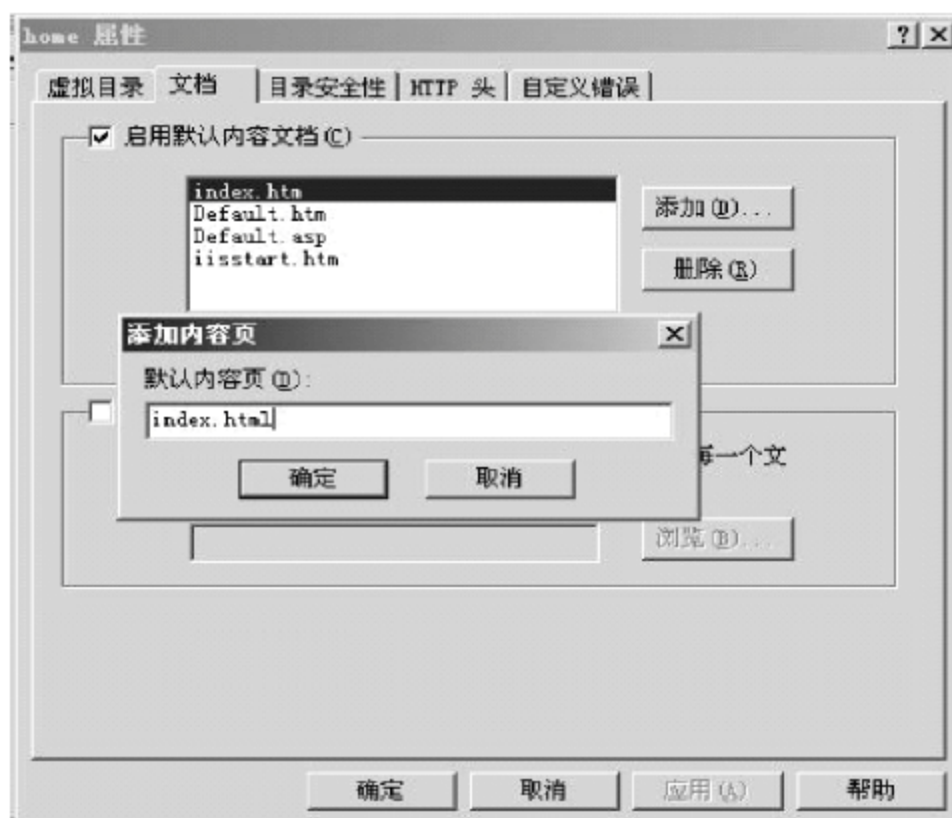 home 属性
虚拟目录 文档 目录安全性 HTTP 头 自定义错误
启用默认内容文档(C)
index.htm
Default.htm
Default.asp
iisstart.htm
添加(D)...
删除(R)
添加内容页
默认内容页(D):
index.html
确定 取消
每一个文
浏览(B)...
确定 取消 应用(A) 帮助